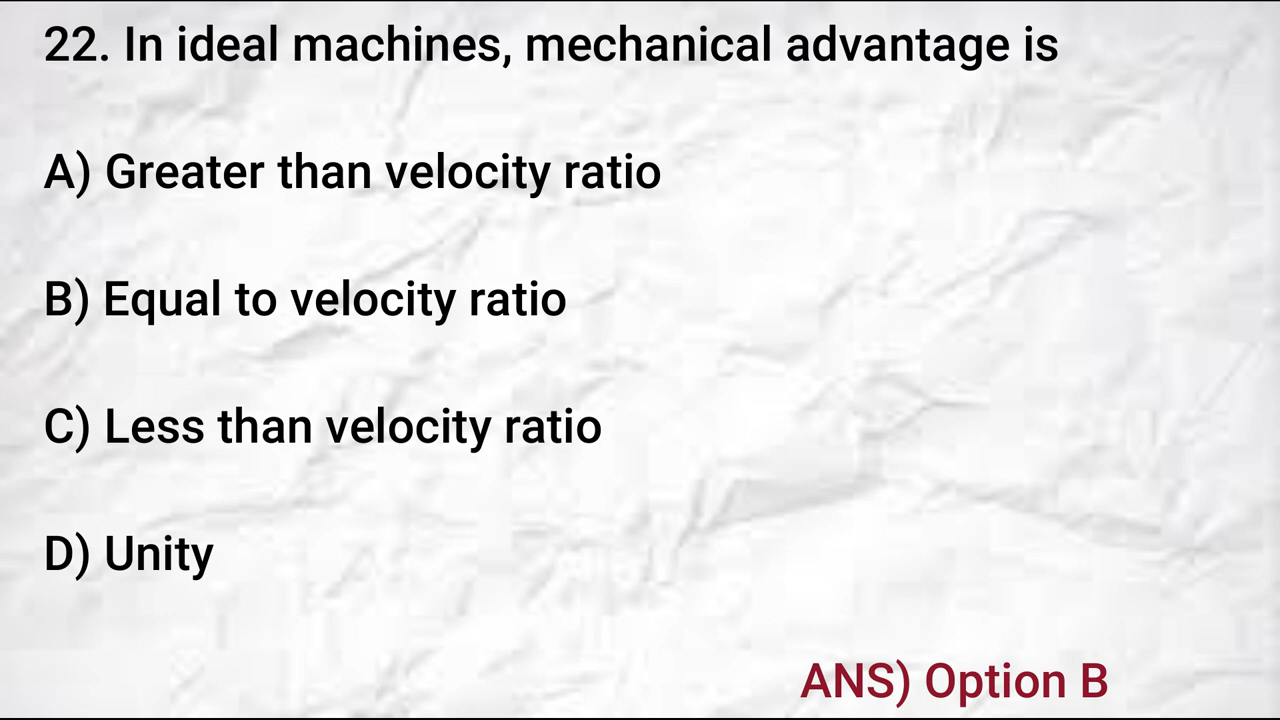 22. In ideal machines, mechanical advantage is
A) Greater than velocity ratio
B) Equal to velocity ratio
C) Less than velocity ratio
D) Unity
ANS) Option B